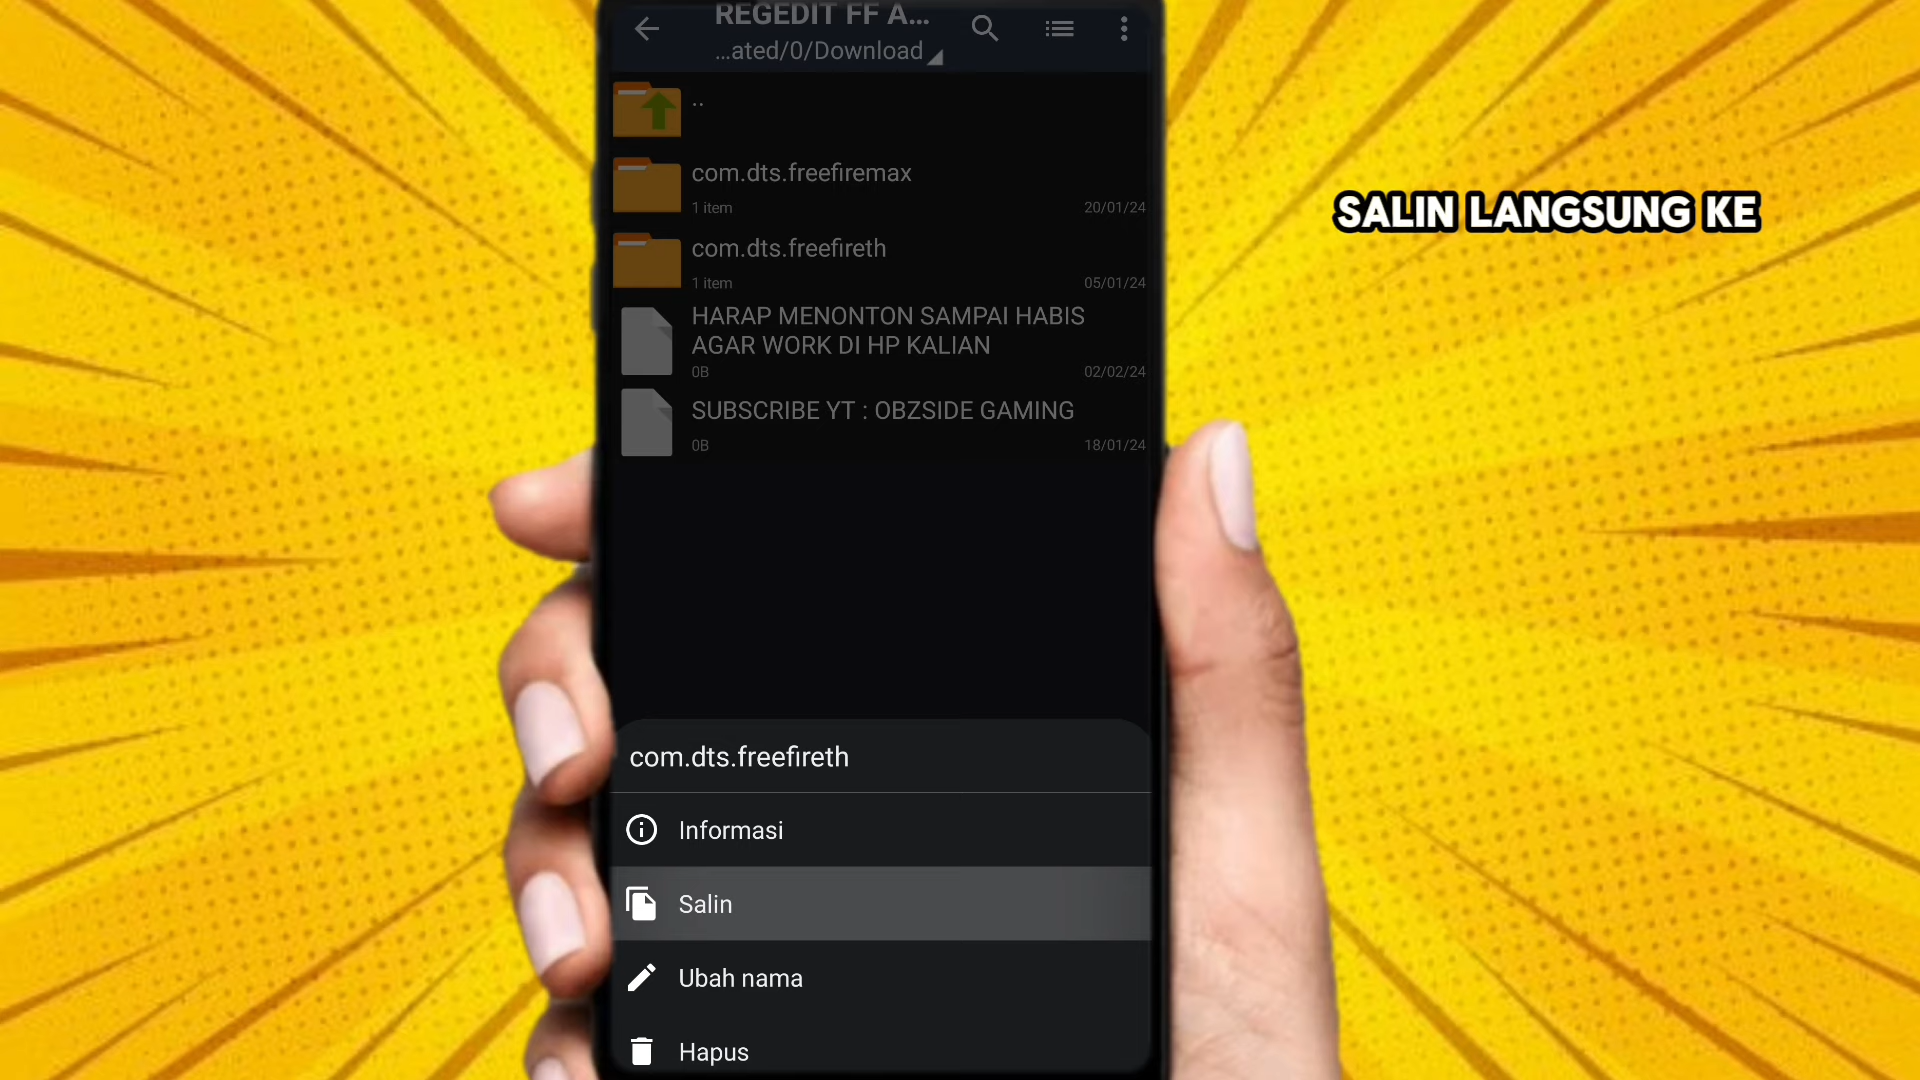 REGEDIT FF A...
...ated/0/Download
..
com.dts.freefiremax
1 item
20/01/24
com.dts.freefireth
1 item
05/01/24
HARAP MENONTON SAMPAI HABIS
AGAR WORK DI HP KALIAN
0B
02/02/24
SUBSCRIBE YT : OBZSIDE GAMING
0B
18/01/24
com.dts.freefireth
Informasi
Salin
Ubah nama
Hapus
SALIN LANGSUNG KE